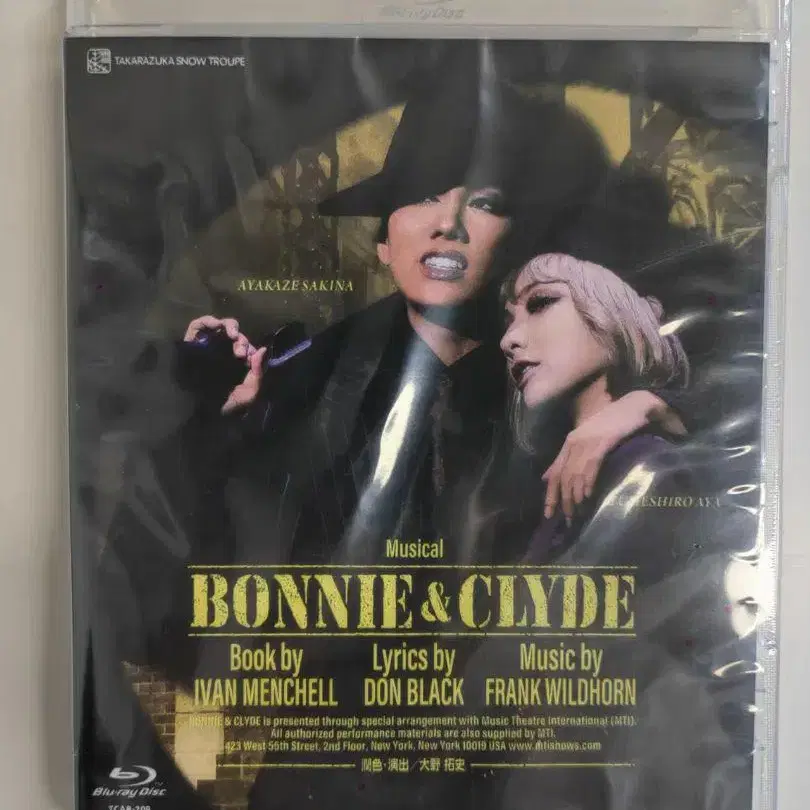 Blu-ray Disc
TAKARAZUKA SNOW TROUPE
AYAKAZE SAKINA
AYA
Musical
BONNIE & CLYDE
Book by
IVAN MENCHELL
Lyrics by
DON BLACK
Music by
FRANK WILDHORN
BONNIE & CLYDE is presented through special arrangement with Music Theatre International (MTI).
All authorized performance materials are also supplied by MTI.
423 West 55th Street, 2nd Floor, New York, New York 10019 USA www.mtishows.com
潤色・演出/大野 拓史
Blu-ray Disc